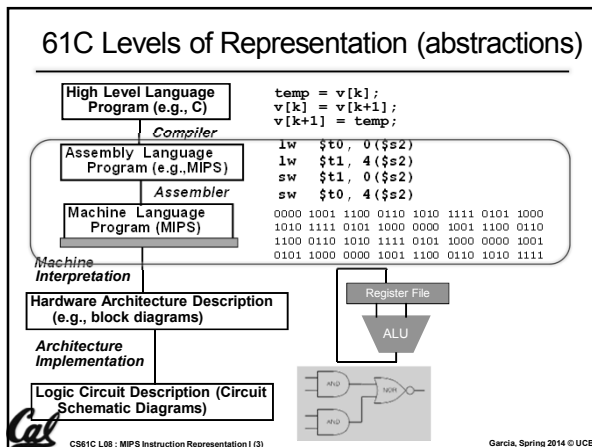 61C Levels of Representation (abstractions)
High Level Language
Program (e.g., C)
Compiler
Assembly Language
Program (e.g.,MIPS)
Assembler
Machine Language
Program (MIPS)
Machine
Interpretation
Hardware Architecture Description
(e.g., block diagrams)
Architecture
Implementation
Logic Circuit Description (Circuit
Schematic Diagrams)
temp = v[k];
v[k] = v[k+1];
v[k+1] = temp;
lw $t0, 0($s2)
lw $t1, 4($s2)
sw $t1, 0($s2)
sw $t0, 4($s2)
0000 1001 1100 0110 1010 1111 0101 1000
1010 1111 0101 1000 0000 1001 1100 0110
1100 0110 1010 1111 0101 1000 0000 1001
0101 1000 0000 1001 1100 0110 1010 1111
Register File
ALU
AND
NOR
AND
Cal
CS61C L08 : MIPS Instruction Representation I (3)
Garcia, Spring 2014 © UCB